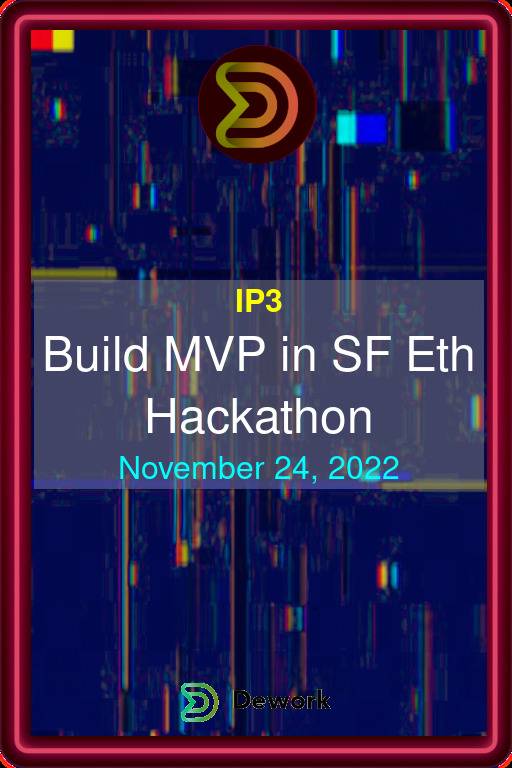 IP3
Build MVP in SF Eth
Hackathon
November 24, 2022
Dework